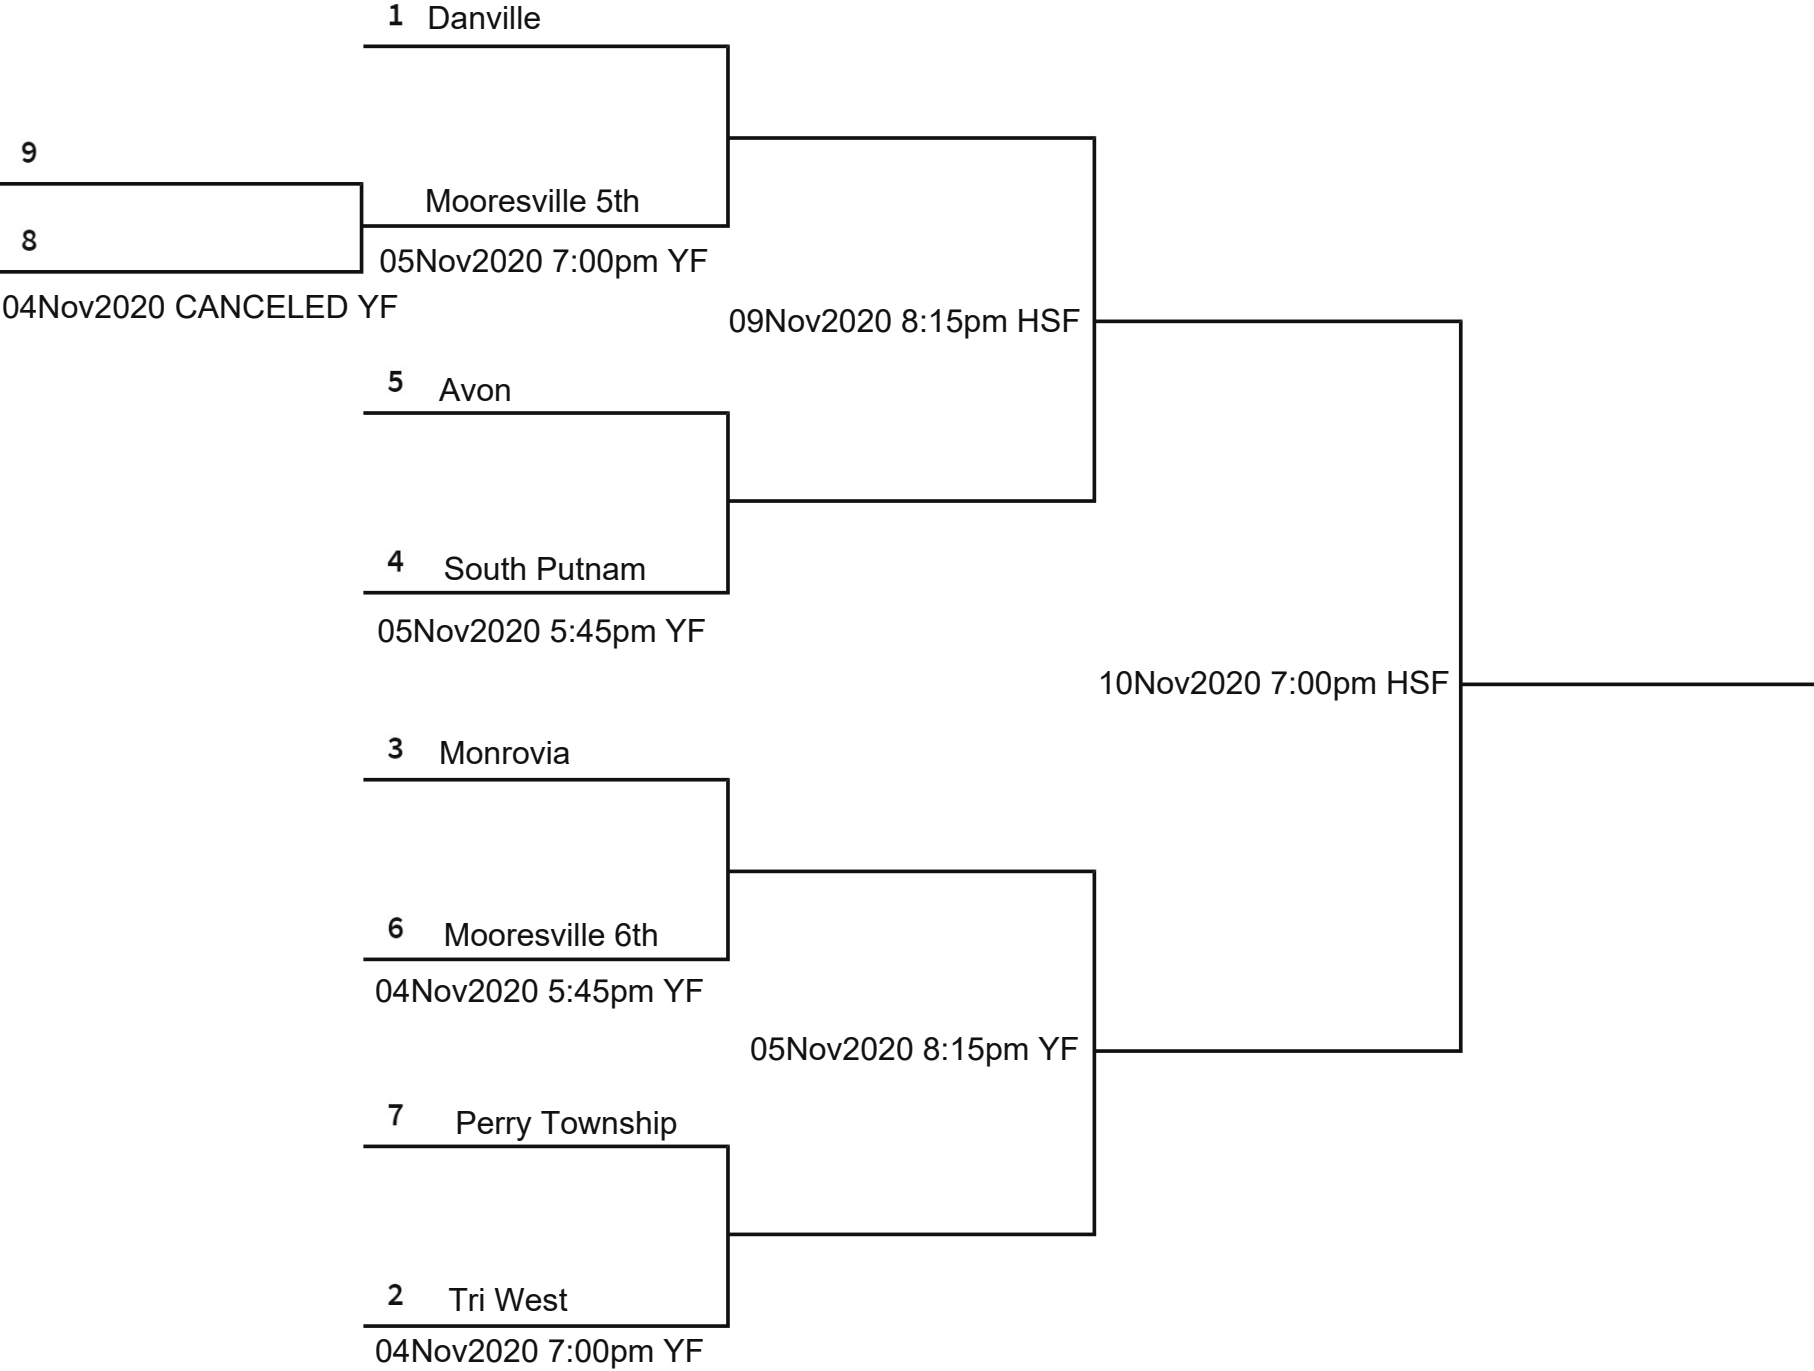 1 Danville
9
Mooresville 5th
8
05Nov2020 7:00pm YF
04Nov2020 CANCELED YF
09Nov2020 8:15pm HSF
5 Avon
4 South Putnam
05Nov2020 5:45pm YF
10Nov2020 7:00pm HSF
3 Monrovia
6 Mooresville 6th
04Nov2020 5:45pm YF
05Nov2020 8:15pm YF
7 Perry Township
2 Tri West
04Nov2020 7:00pm YF